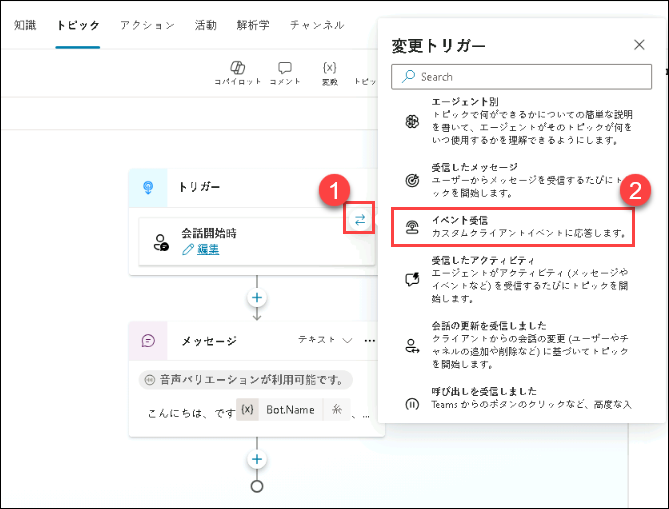 知識 トピック アクション 活動 解析学 チャンネル
コパイロット コメント 変数 トピッ
変更トリガー
Search
エージェント別
トピックで何ができるかについての簡単な説明
を書いて、エージェントがそのトピックが何を
いつ使用するかを理解できるようにします。
受信したメッセージ
ユーザーからメッセージを受信するたびにトピ
ックを開始します。
2
イベント受信
カスタムクライアントイベントに応答します。
受信したアクティビティ
エージェントがアクティビティ (メッセージや
イベントなど) を受信するたびにトピックを開
始します。
会話の更新を受信しました
クライアントからの会話の変更 (ユーザーやチ
ャネルの追加や削除など) に基づいてトピック
を開始します。
呼び出しを受信しました
Teams からのボタンのクリックなど、高度な入
トリガー
1
会話開始時
編集
メッセージ テキスト ...
音声バリエーションが利用可能です。
こんにちは、です {x} Bot.Name 糸 、...